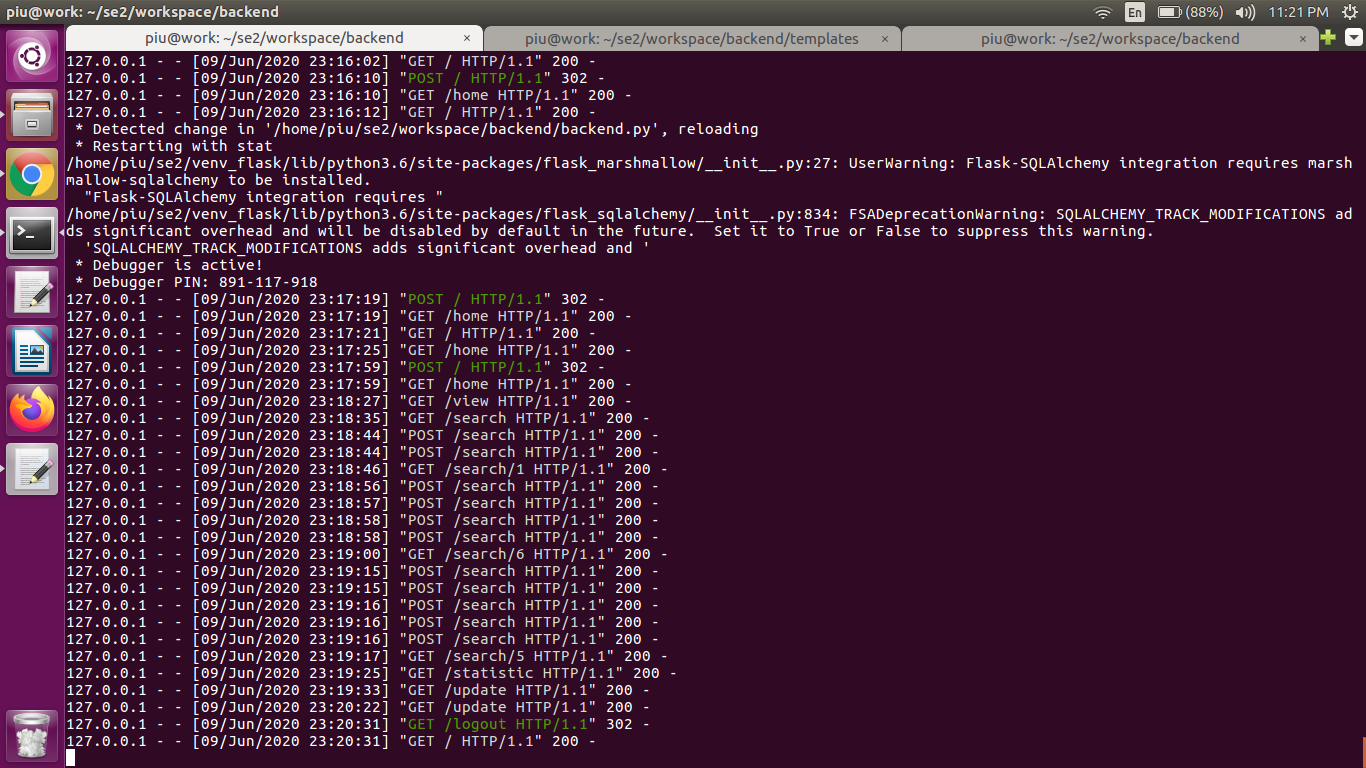 piu@work: ~/se2/workspace/backend
En (88%) 11:21 PM
piu@work: ~/se2/workspace/backend × piu@work: ~/se2/workspace/backend/templates × piu@work: ~/se2/workspace/backend ×
127.0.0.1 - - [09/Jun/2020 23:16:02] "GET / HTTP/1.1" 200 -
127.0.0.1 - - [09/Jun/2020 23:16:10] "POST / HTTP/1.1" 302 -
127.0.0.1 - - [09/Jun/2020 23:16:10] "GET /home HTTP/1.1" 200 -
127.0.0.1 - - [09/Jun/2020 23:16:12] "GET / HTTP/1.1" 200 -
 * Detected change in '/home/piu/se2/workspace/backend/backend.py', reloading
 * Restarting with stat
/home/piu/se2/venv_flask/lib/python3.6/site-packages/flask_marshmallow/__init__.py:27: UserWarning: Flask-SQLAlchemy integration requires marsh
mallow-sqlalchemy to be installed.
  "Flask-SQLAlchemy integration requires "
/home/piu/se2/venv_flask/lib/python3.6/site-packages/flask_sqlalchemy/__init__.py:834: FSADeprecationWarning: SQLALCHEMY_TRACK_MODIFICATIONS ad
ds significant overhead and will be disabled by default in the future.  Set it to True or False to suppress this warning.
  'SQLALCHEMY_TRACK_MODIFICATIONS adds significant overhead and '
 * Debugger is active!
 * Debugger PIN: 891-117-918
127.0.0.1 - - [09/Jun/2020 23:17:19] "POST / HTTP/1.1" 302 -
127.0.0.1 - - [09/Jun/2020 23:17:19] "GET /home HTTP/1.1" 200 -
127.0.0.1 - - [09/Jun/2020 23:17:21] "GET / HTTP/1.1" 200 -
127.0.0.1 - - [09/Jun/2020 23:17:25] "GET /home HTTP/1.1" 200 -
127.0.0.1 - - [09/Jun/2020 23:17:59] "POST / HTTP/1.1" 302 -
127.0.0.1 - - [09/Jun/2020 23:17:59] "GET /home HTTP/1.1" 200 -
127.0.0.1 - - [09/Jun/2020 23:18:27] "GET /view HTTP/1.1" 200 -
127.0.0.1 - - [09/Jun/2020 23:18:35] "GET /search HTTP/1.1" 200 -
127.0.0.1 - - [09/Jun/2020 23:18:44] "POST /search HTTP/1.1" 200 -
127.0.0.1 - - [09/Jun/2020 23:18:44] "POST /search HTTP/1.1" 200 -
127.0.0.1 - - [09/Jun/2020 23:18:46] "GET /search/1 HTTP/1.1" 200 -
127.0.0.1 - - [09/Jun/2020 23:18:56] "POST /search HTTP/1.1" 200 -
127.0.0.1 - - [09/Jun/2020 23:18:57] "POST /search HTTP/1.1" 200 -
127.0.0.1 - - [09/Jun/2020 23:18:58] "POST /search HTTP/1.1" 200 -
127.0.0.1 - - [09/Jun/2020 23:18:58] "POST /search HTTP/1.1" 200 -
127.0.0.1 - - [09/Jun/2020 23:19:00] "GET /search/6 HTTP/1.1" 200 -
127.0.0.1 - - [09/Jun/2020 23:19:15] "POST /search HTTP/1.1" 200 -
127.0.0.1 - - [09/Jun/2020 23:19:15] "POST /search HTTP/1.1" 200 -
127.0.0.1 - - [09/Jun/2020 23:19:16] "POST /search HTTP/1.1" 200 -
127.0.0.1 - - [09/Jun/2020 23:19:16] "POST /search HTTP/1.1" 200 -
127.0.0.1 - - [09/Jun/2020 23:19:16] "POST /search HTTP/1.1" 200 -
127.0.0.1 - - [09/Jun/2020 23:19:17] "GET /search/5 HTTP/1.1" 200 -
127.0.0.1 - - [09/Jun/2020 23:19:25] "GET /statistic HTTP/1.1" 200 -
127.0.0.1 - - [09/Jun/2020 23:19:33] "GET /update HTTP/1.1" 200 -
127.0.0.1 - - [09/Jun/2020 23:20:22] "GET /update HTTP/1.1" 200 -
127.0.0.1 - - [09/Jun/2020 23:20:31] "GET /logout HTTP/1.1" 302 -
127.0.0.1 - - [09/Jun/2020 23:20:31] "GET / HTTP/1.1" 200 -